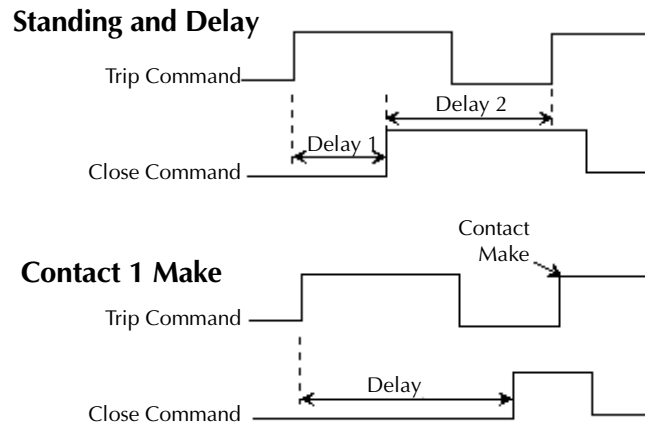 Standing and Delay
Trip Command
Delay 2
Delay 1
Close Command
Contact
Make
Contact 1 Make
Trip Command
Delay
Close Command